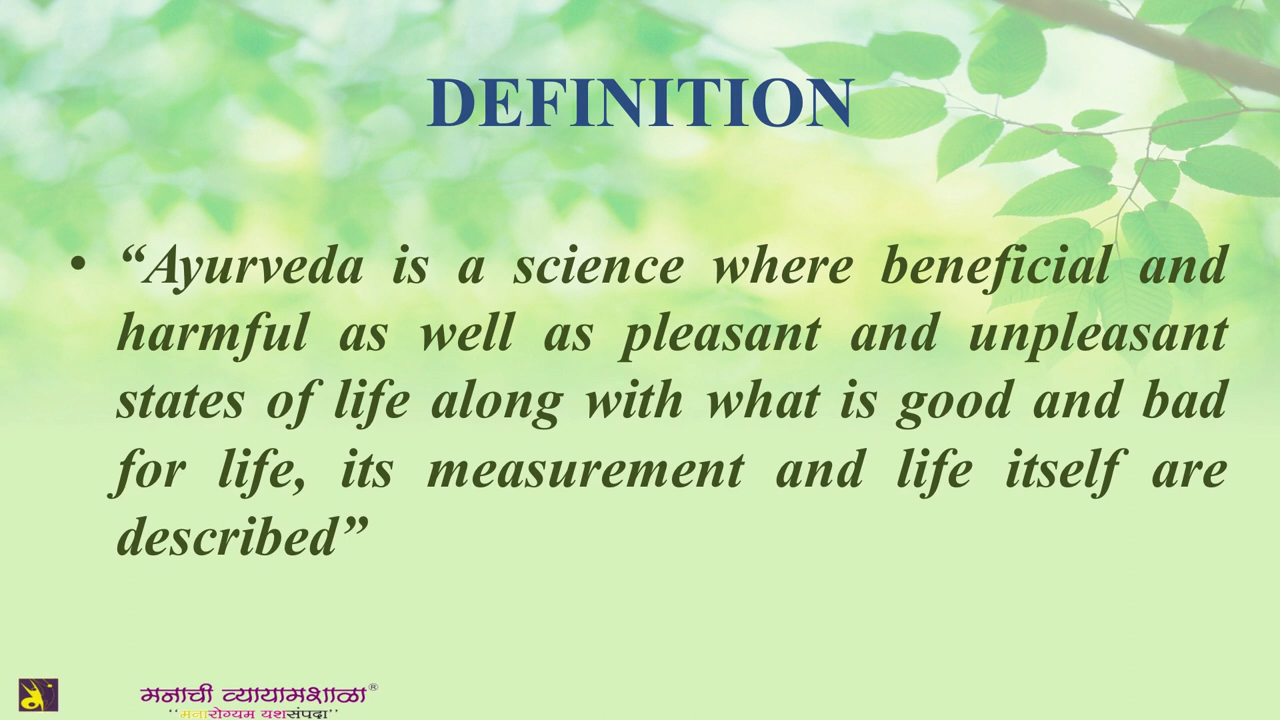 DEFINITION
• “Ayurveda is a science where beneficial and
harmful as well as pleasant and unpleasant
states of life along with what is good and bad
for life, its measurement and life itself are
described”
मनाची व्यायामशाळा®
‘‘मनारोग्यम यशसंपदा’’